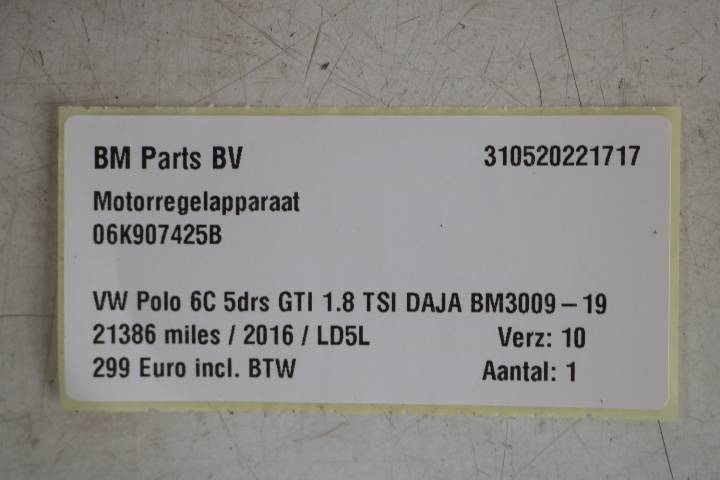 BM Parts BV 310520221717
Motorregelapparaat
06K907425B
VW Polo 6C 5drs GTI 1.8 TSI DAJA BM3009-19
21386 miles / 2016 / LD5L Verz: 10
299 Euro incl. BTW Aantal: 1